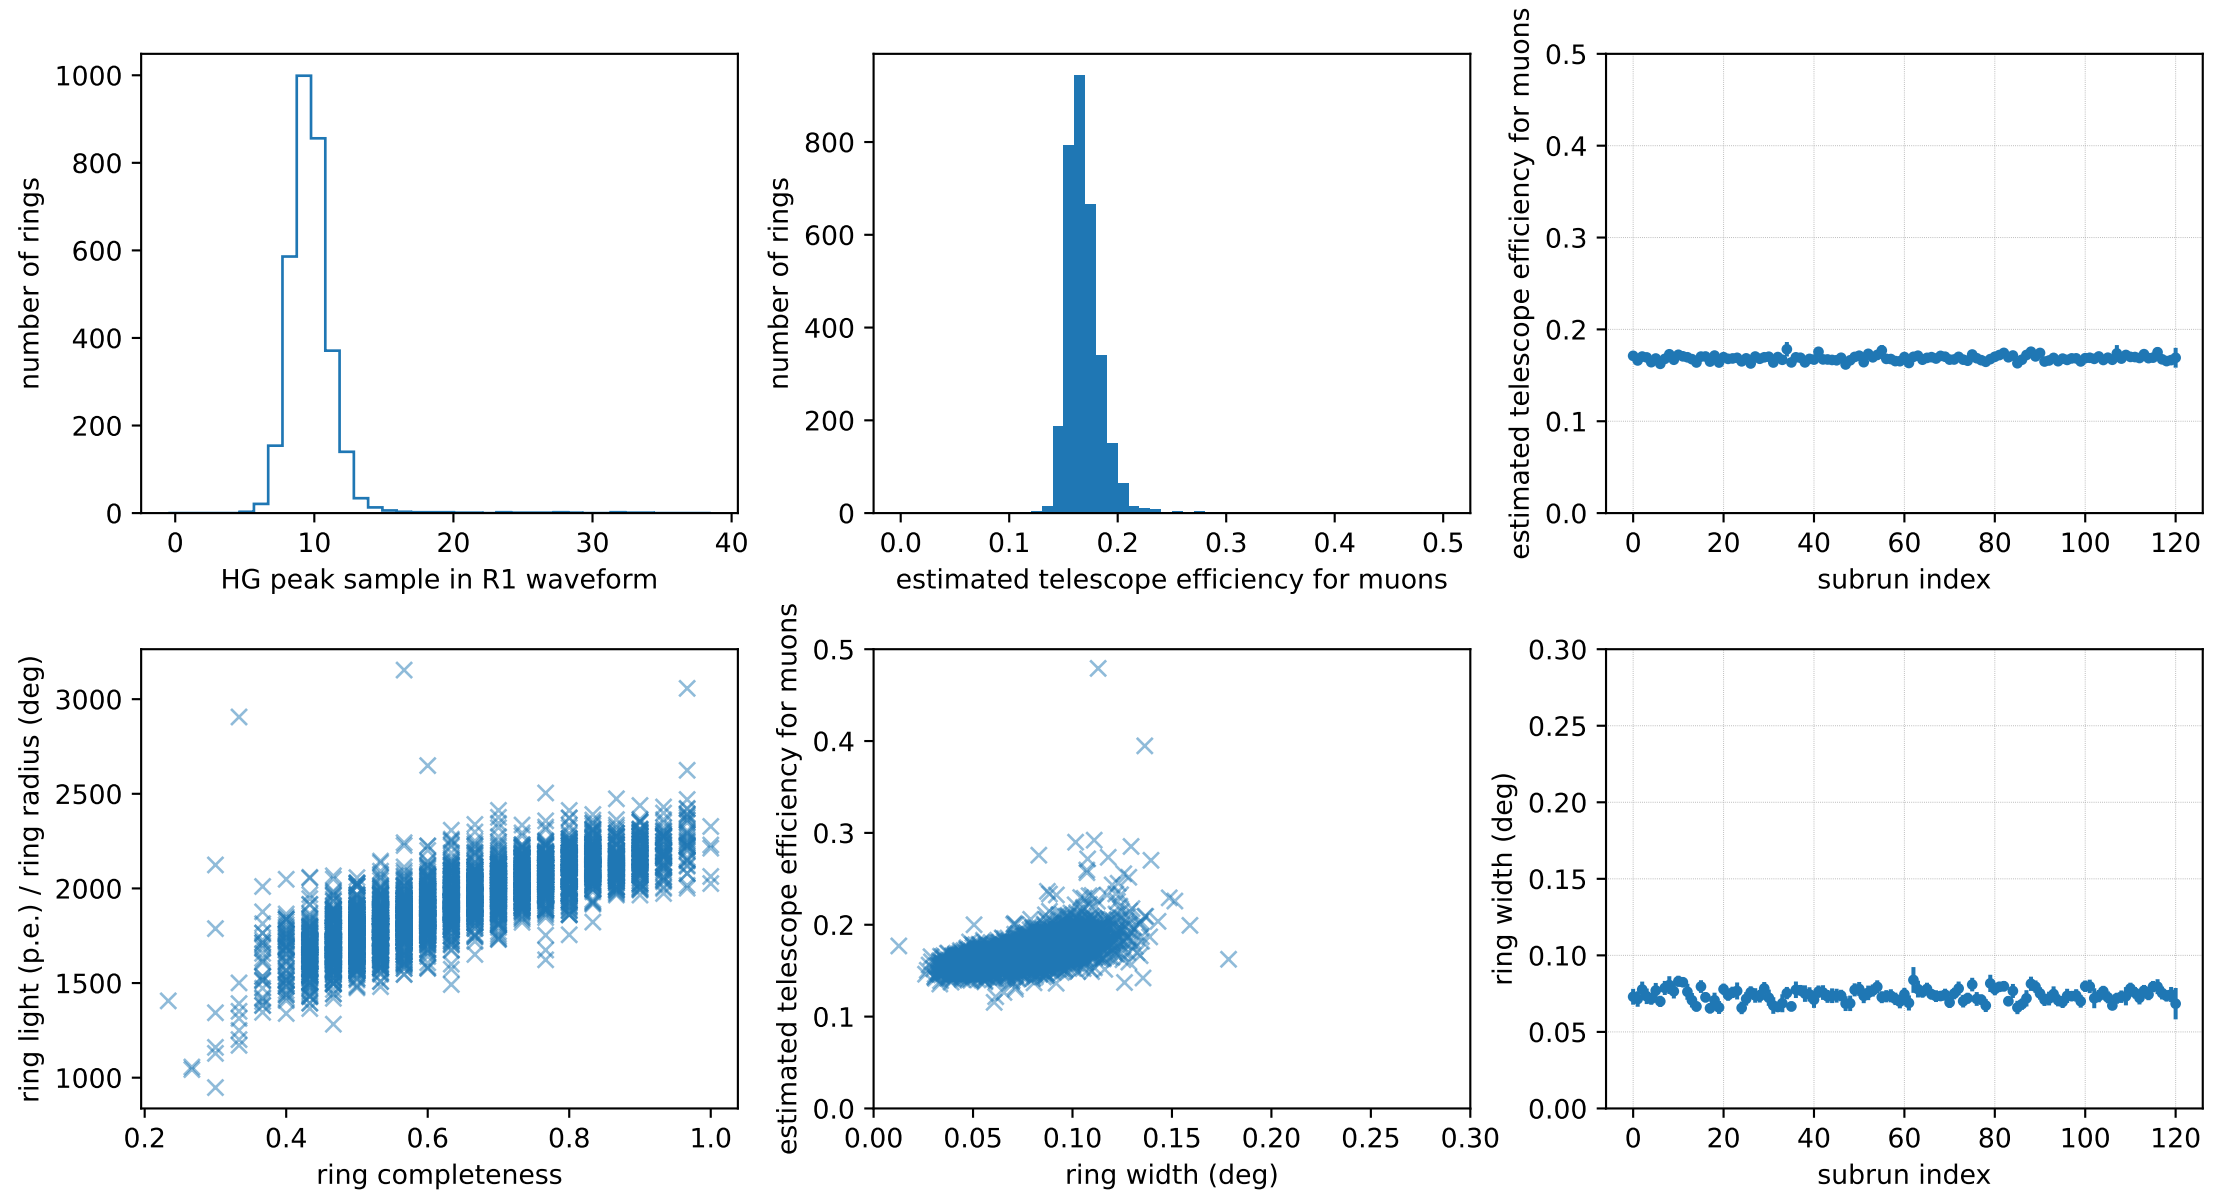 1000
800
600
400
200
0
number of rings
0 10 20 30 40
HG peak sample in R1 waveform
800
600
400
200
0
number of rings
0.0 0.1 0.2 0.3 0.4 0.5
estimated telescope efficiency for muons
0.5
0.4
0.3
0.2
0.1
0.0
estimated telescope efficiency for muons
0 20 40 60 80 100 120
subrun index
3000
2500
2000
1500
1000
ring light (p.e.) / ring radius (deg)
0.2 0.4 0.6 0.8 1.0
ring completeness
0.5
0.4
0.3
0.2
0.1
0.0
estimated telescope efficiency for muons
0.00 0.05 0.10 0.15 0.20 0.25 0.30
ring width (deg)
0.30
0.25
0.20
0.15
0.10
0.05
0.00
ring width (deg)
0 20 40 60 80 100 120
subrun index